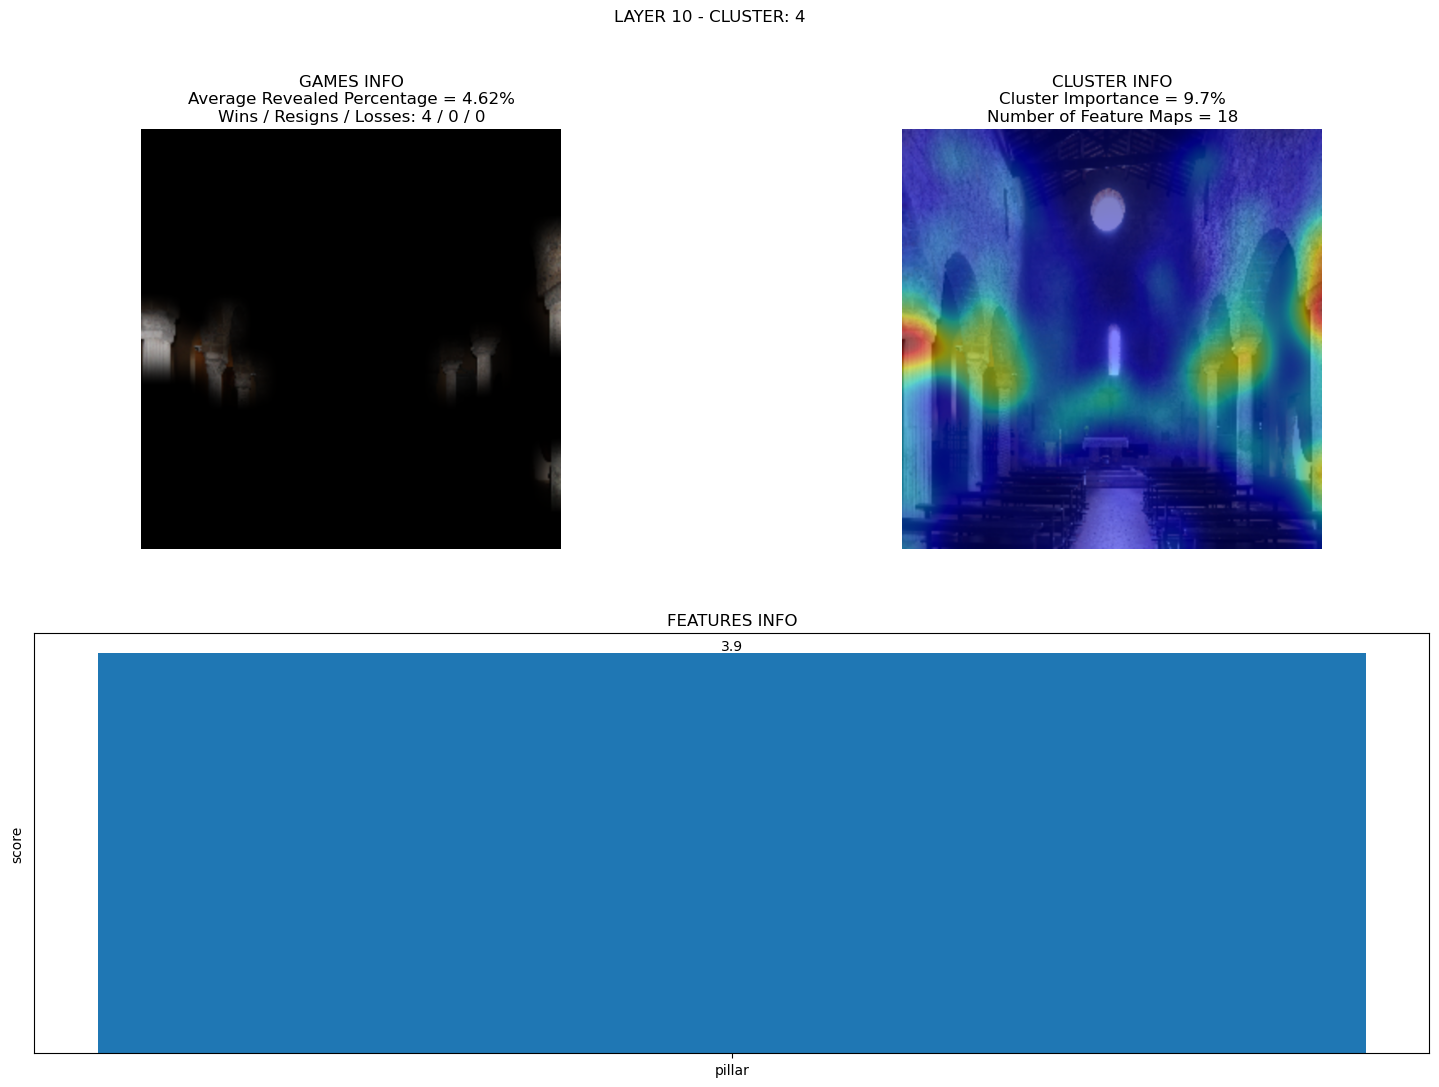 LAYER 10 - CLUSTER: 4
GAMES INFO
Average Revealed Percentage = 4.62%
Wins / Resigns / Losses: 4 / 0 / 0
CLUSTER INFO
Cluster Importance = 9.7%
Number of Feature Maps = 18
FEATURES INFO
3.9
score
pillar